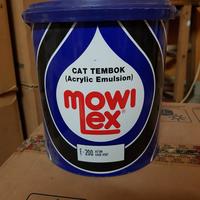 CAT TEMBOK
(Acrylic Emulsion)
mowi
lex
E-200